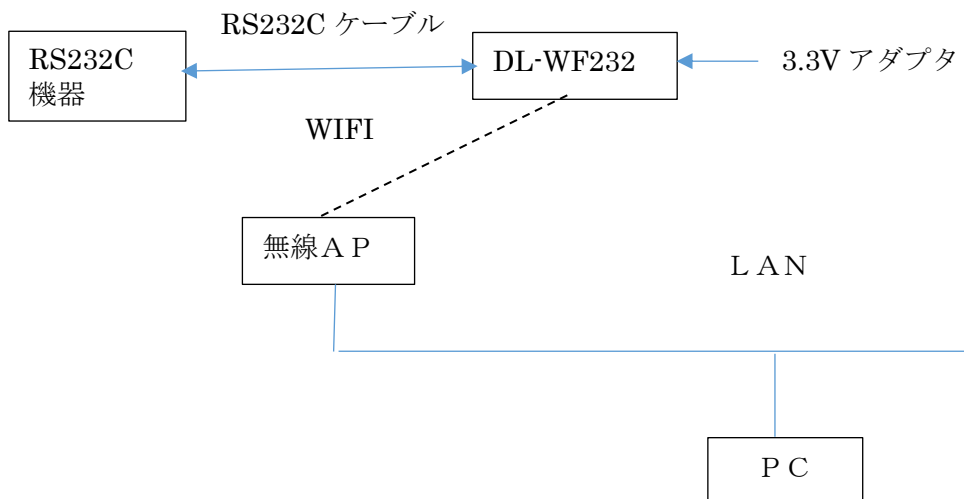 RS232C ケーブル
RS232C
機器
DL-WF232
3.3V アダプタ
WIFI
無線ＡＰ
ＬＡＮ
ＰＣ